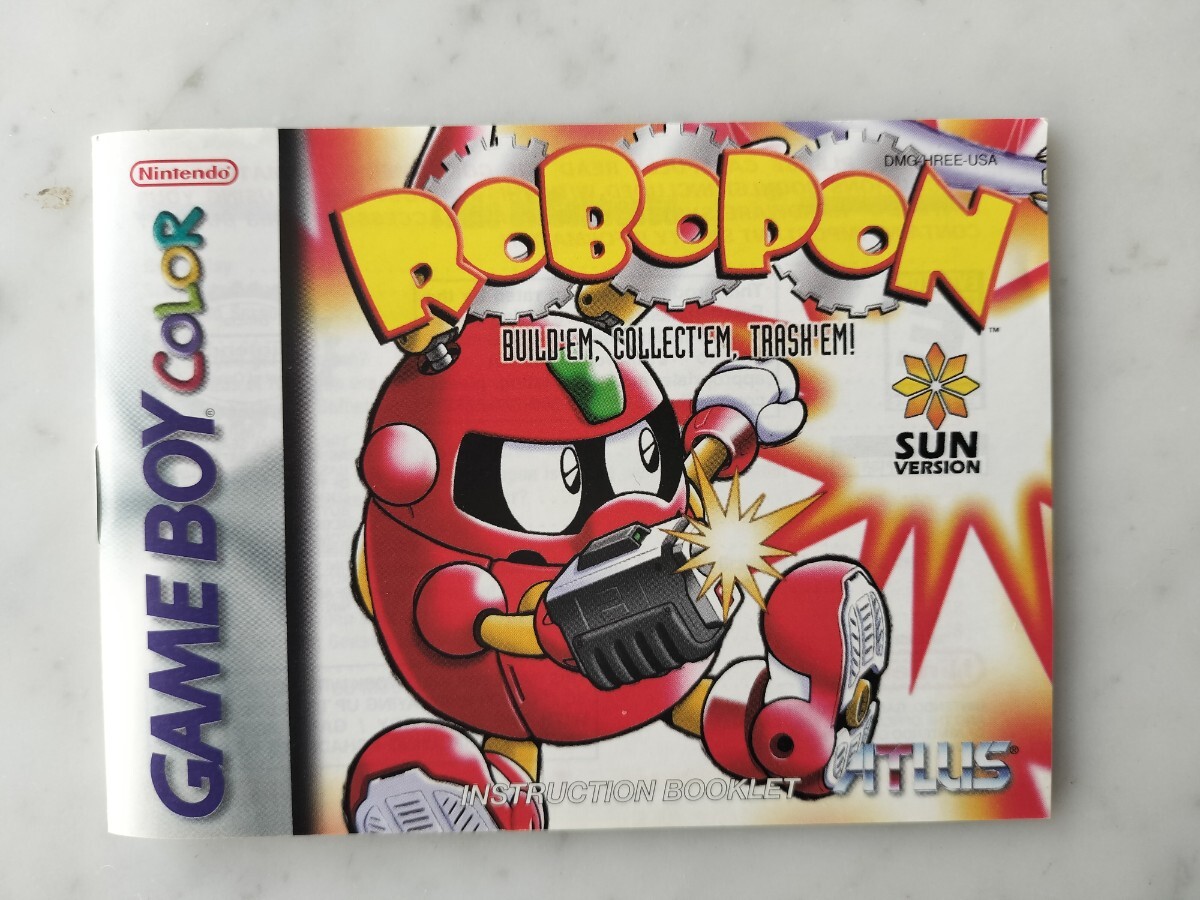 Nintendo
GAME BOY COLOR
DMG-HREE-USA
ROBOPON
BUILD'EM, COLLECT'EM, TRASH'EM!
SUN
VERSION
ATLUS
INSTRUCTION BOOKLET